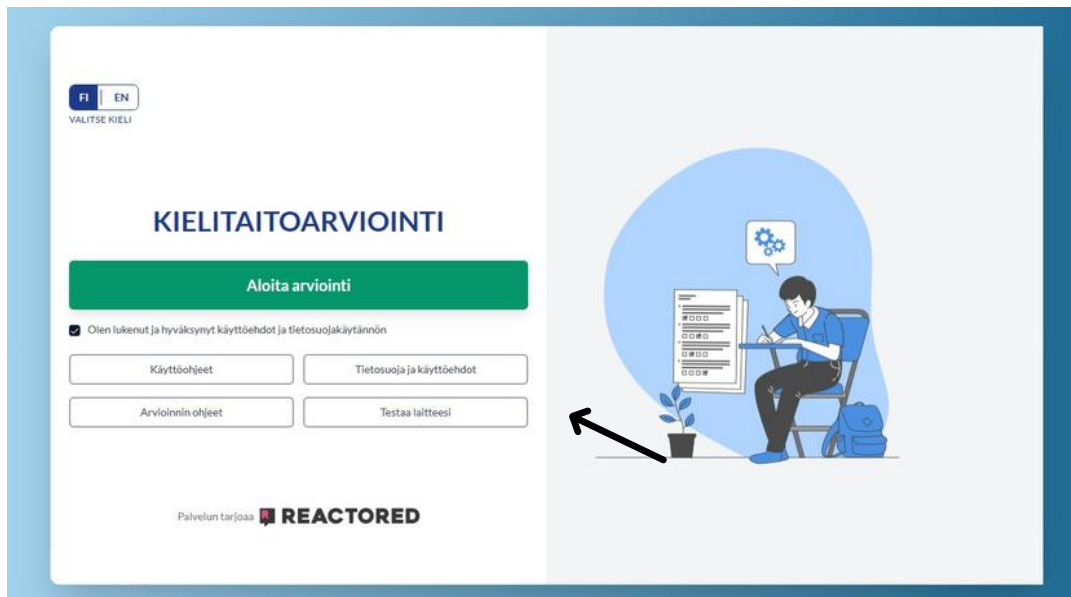 FI | EN
VALITSE KIELI
KIELITAITOARVIOINTI
Aloita arviointi
Olen lukenut ja hyväksynyt käyttöehdot ja tietosuojakäytännön
Käyttöohjeet
Tietosuoja ja käyttöehdot
Arvioinnin ohjeet
Testaa laitteesi
Palvelun tarjoaa REACTORED